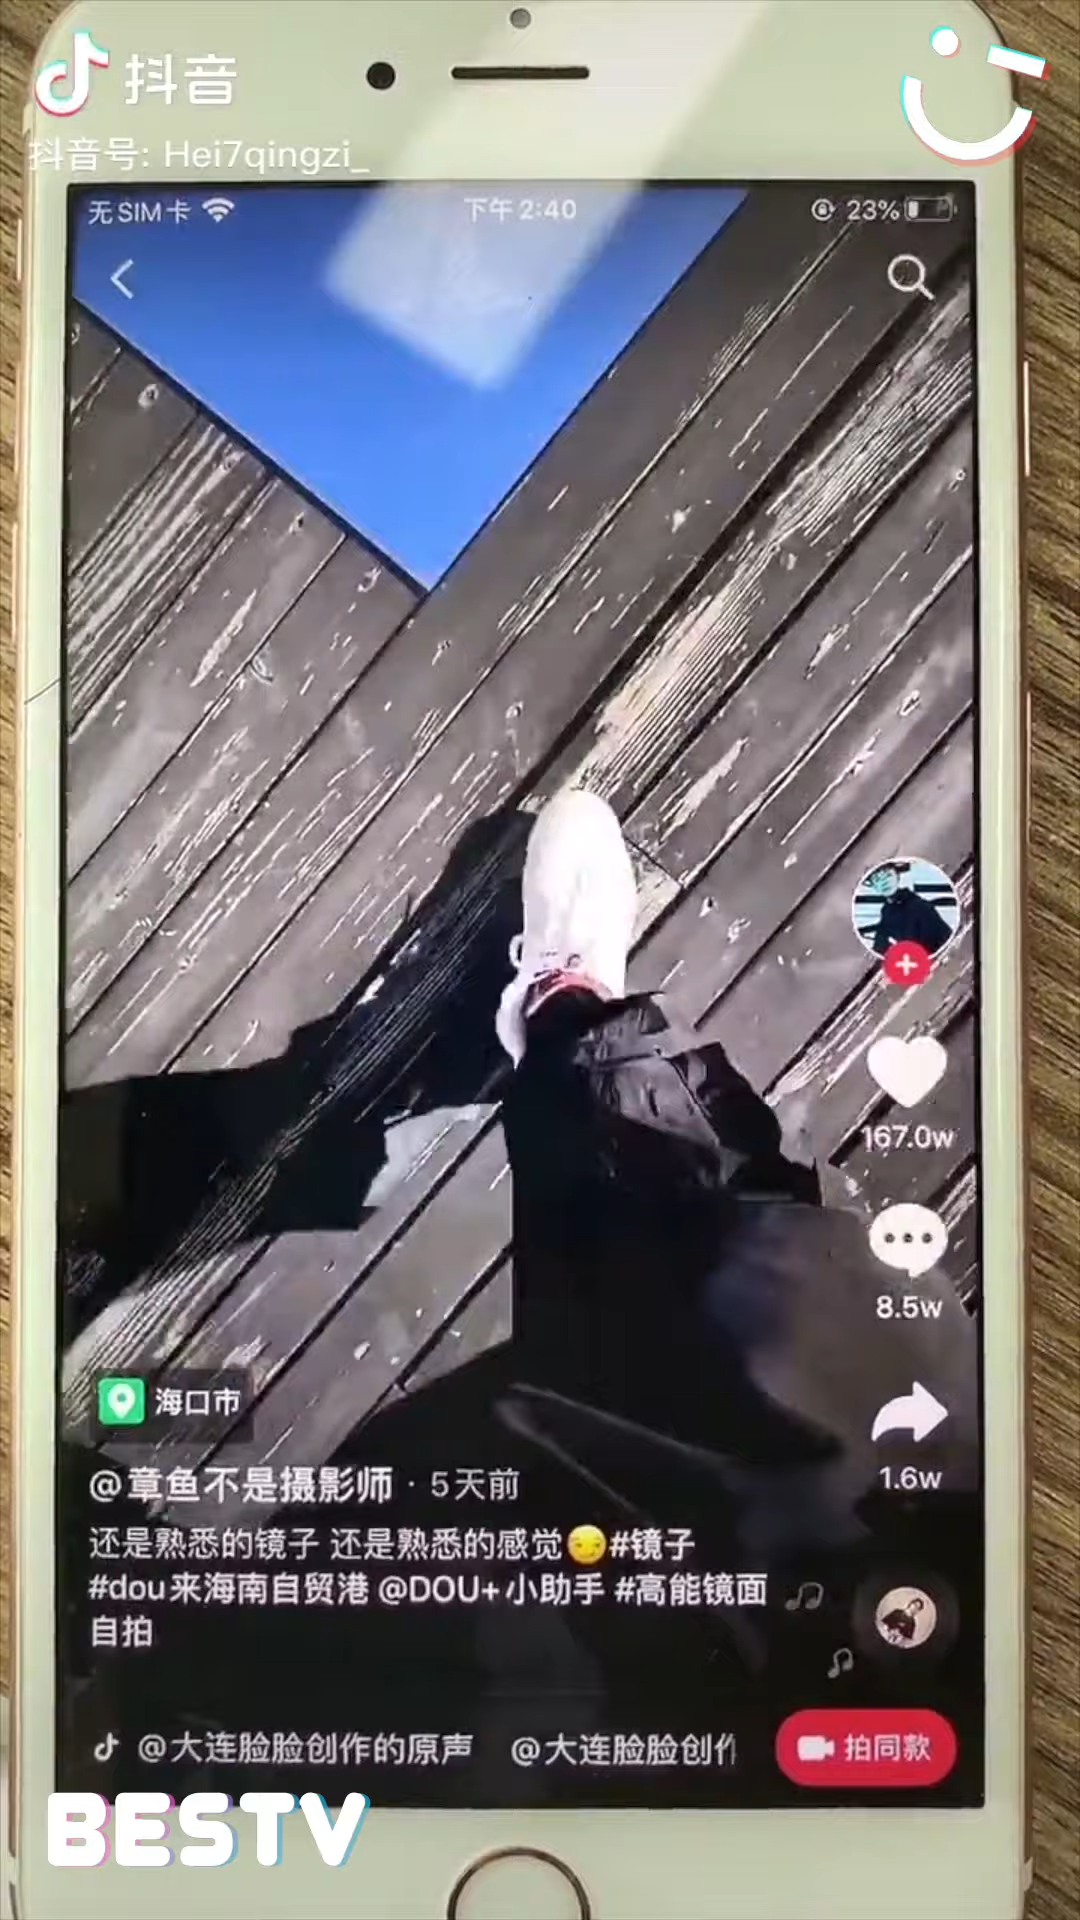 抖音
抖音号: Hei7qingzi_
无SIM卡 下午2:40 23%
167.0w
8.5w
1.6w
海口市
@章鱼不是摄影师 · 5天前
还是熟悉的镜子 还是熟悉的感觉😏#镜子
#dou来海南自贸港 @DOU+小助手 #高能镜面
自拍
@大连脸脸创作的原声 @大连脸脸创作
拍同款
BESTV